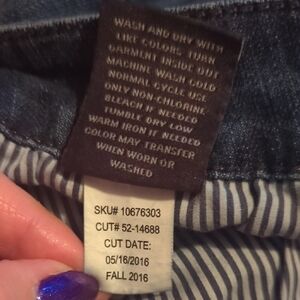 WASH AND DRY WITH
LIKE COLORS TURN
GARMENT INSIDE OUT
MACHINE WASH COLD
NORMAL CYCLE USE
ONLY NON-CHLORINE
BLEACH IF NEEDED
TUMBLE DRY LOW
WARM IRON IF NEEDED
COLOR MAY TRANSFER
WHEN WORN OR
WASHED
SKU# 10676303
CUT# 52-14688
CUT DATE:
05/16/2016
FALL 2016